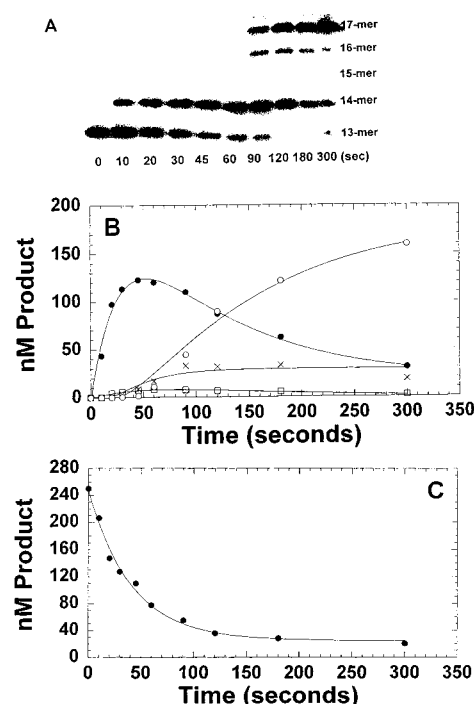 A
17-mer
16-mer
15-mer
14-mer
13-mer
0 10 20 30 45 60 90 120 180 300 (sec)
B
200
150
100
50
0
nM Product
0 50 100 150 200 250 300 350
Time (seconds)
C
280
240
200
160
120
80
40
0
nM Product
0 50 100 150 200 250 300 350
Time (seconds)